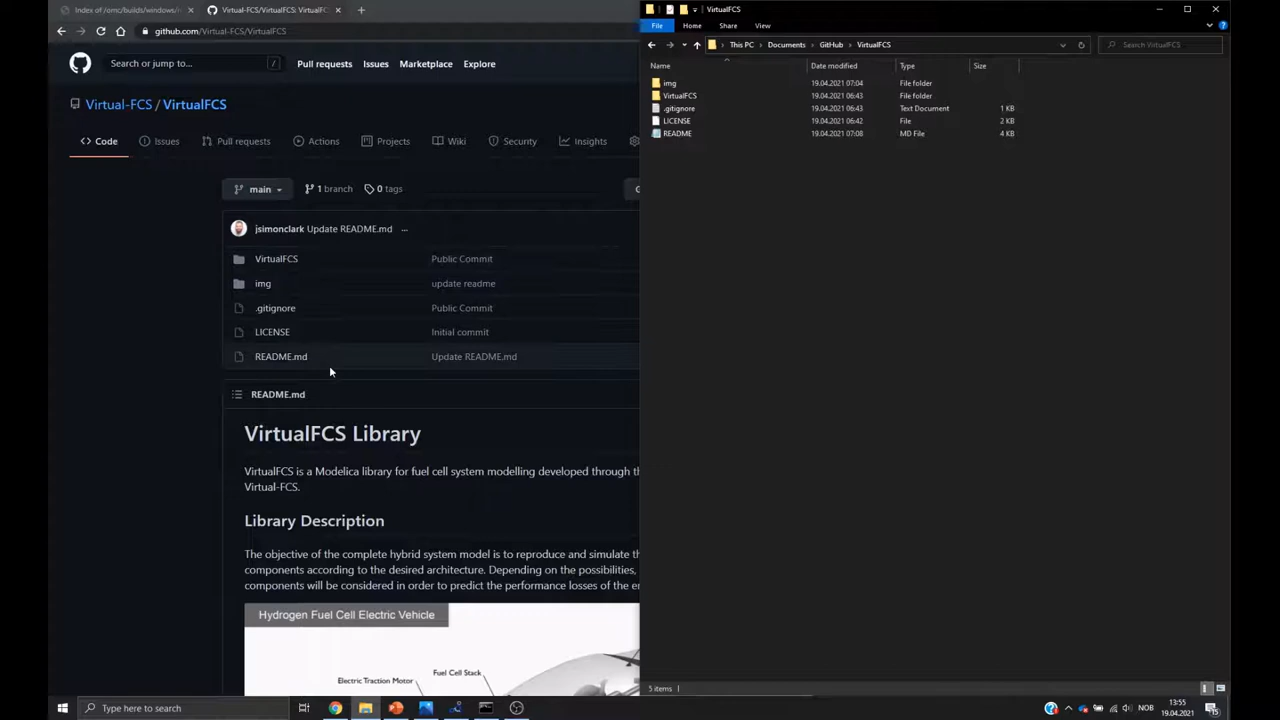 Index of /omc/builds/windows/r
Virtual-FCS/VirtualFCS: VirtualF
github.com/Virtual-FCS/VirtualFCS
Search or jump to...
/
Pull requests
Issues
Marketplace
Explore
Virtual-FCS / VirtualFCS
Code
Issues
Pull requests
Actions
Projects
Wiki
Security
Insights
main
1 branch
0 tags
G
jsimonclark Update README.md ...
VirtualFCS Public Commit
img update readme
.gitignore Public Commit
LICENSE Initial commit
README.md Update README.md
README.md
VirtualFCS Library
VirtualFCS is a Modelica library for fuel cell system modelling developed through th
Virtual-FCS.
Library Description
The objective of the complete hybrid system model is to reproduce and simulate th
components according to the desired architecture. Depending on the possibilities,
components will be considered in order to predict the performance losses of the e
Hydrogen Fuel Cell Electric Vehicle
Fuel Cell Stack
Electric Traction Motor
VirtualFCS
File
Home
Share
View
This PC
Documents
GitHub
VirtualFCS
Search VirtualFCS
Name Date modified Type Size
img 19.04.2021 07:04 File folder
VirtualFCS 19.04.2021 06:43 File folder
.gitignore 19.04.2021 06:43 Text Document 1 KB
LICENSE 19.04.2021 06:42 File 2 KB
README 19.04.2021 07:08 MD File 4 KB
5 items
Type here to search
NOB
13:55
19.04.2021
15